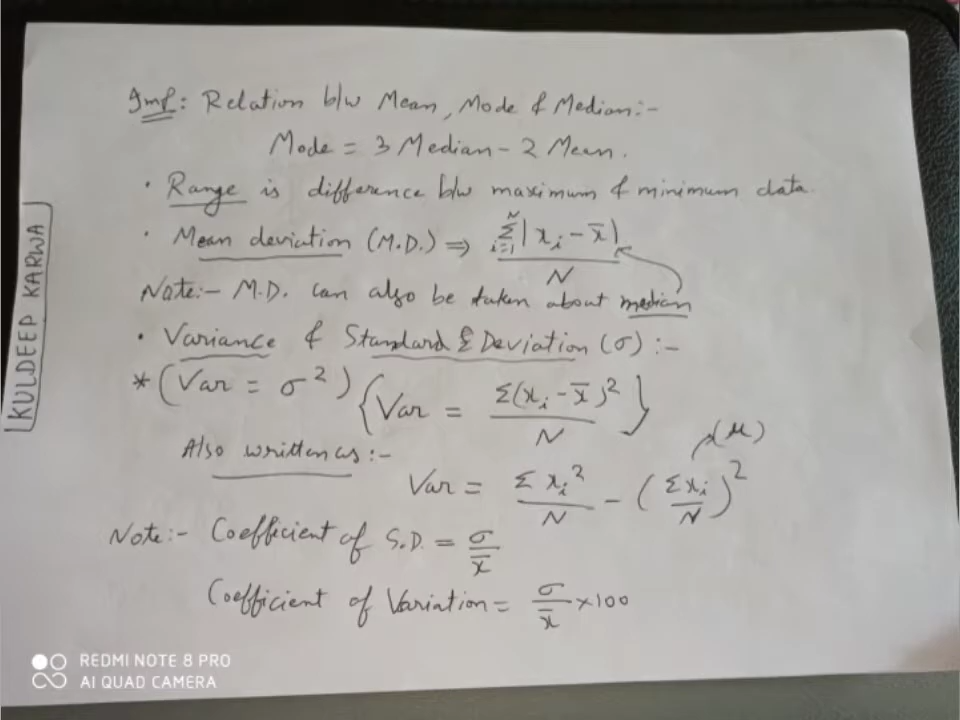 Imp: Relation b/w Mean, Mode & Median:-
Mode = 3 Median - 2 Mean.
· Range is difference b/w maximum & minimum data.
· Mean deviation (M.D.) ⇒ Σ_{i=1}^{N} |x_i - x̄| / N
Note:- M.D. can also be taken about median
· Variance & Standard Deviation (σ) :-
* (Var = σ²) {Var = Σ(x_i - x̄)² / N}
Also written as :-
Var = Σx_i² / N - (Σx_i / N)² (μ)
Note:- Coefficient of S.D. = σ / x̄
Coefficient of Variation = σ / x̄ × 100
KULDEEP KARWA
REDMI NOTE 8 PRO
AI QUAD CAMERA